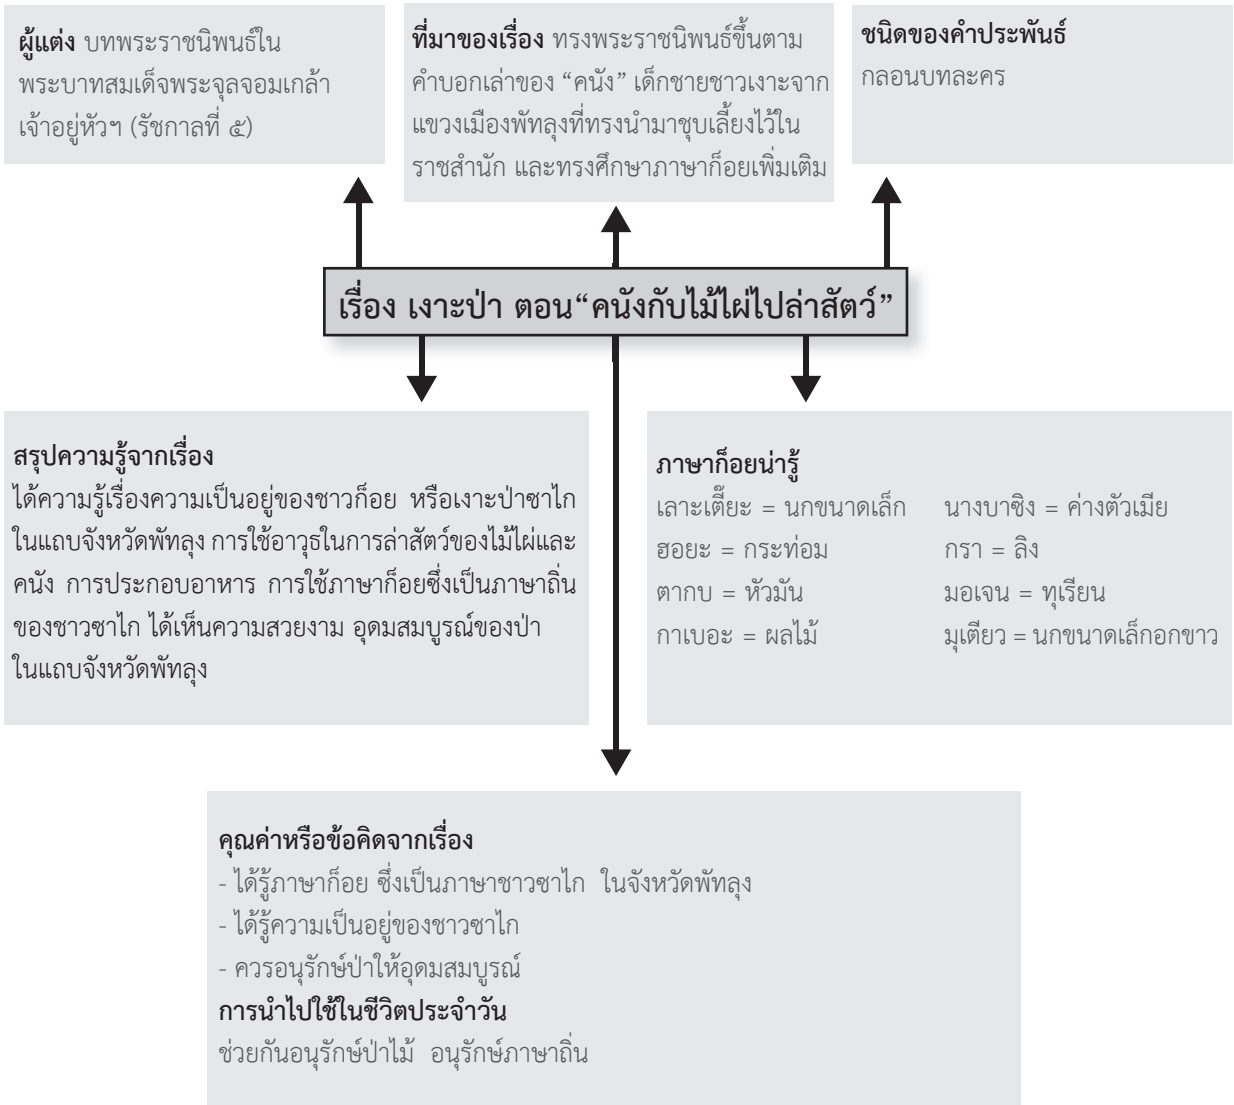 ผู้แต่ง บทพระราชนิพนธ์ใน
พระบาทสมเด็จพระจุลจอมเกล้า
เจ้าอยู่หัวฯ (รัชกาลที่ ๕)
ที่มาของเรื่อง ทรงพระราชนิพนธ์ขึ้นตาม
คำบอกเล่าของ “คนัง” เด็กชายชาวเงาะจาก
แขวงเมืองพัทลุงที่ทรงนำมาชุบเลี้ยงไว้ใน
ราชสำนัก และทรงศึกษาภาษาก็อยเพิ่มเติม
ชนิดของคำประพันธ์
กลอนบทละคร
เรื่อง เงาะป่า ตอน“คนังกับไม้ไผ่ไปล่าสัตว์”
สรุปความรู้จากเรื่อง
ได้ความรู้เรื่องความเป็นอยู่ของชาวก็อย หรือเงาะป่าซาไก
ในแถบจังหวัดพัทลุง การใช้อาวุธในการล่าสัตว์ของไม้ไผ่และ
คนัง การประกอบอาหาร การใช้ภาษาก็อยซึ่งเป็นภาษาถิ่น
ของชาวซาไก ได้เห็นความสวยงาม อุดมสมบูรณ์ของป่า
ในแถบจังหวัดพัทลุง
ภาษาก็อยน่ารู้
เลาะเตี๊ยะ = นกขนาดเล็ก นางบาซิง = ค่างตัวเมีย
ฮอยะ = กระท่อม กรา = ลิง
ตากบ = หัวมัน มอเจน = ทุเรียน
กาเบอะ = ผลไม้ มุเตียว = นกขนาดเล็กอกขาว
คุณค่าหรือข้อคิดจากเรื่อง
- ได้รู้ภาษาก็อย ซึ่งเป็นภาษาชาวซาไก ในจังหวัดพัทลุง
- ได้รู้ความเป็นอยู่ของชาวซาไก
- ควรอนุรักษ์ป่าให้อุดมสมบูรณ์
การนำไปใช้ในชีวิตประจำวัน
ช่วยกันอนุรักษ์ป่าไม้ อนุรักษ์ภาษาถิ่น